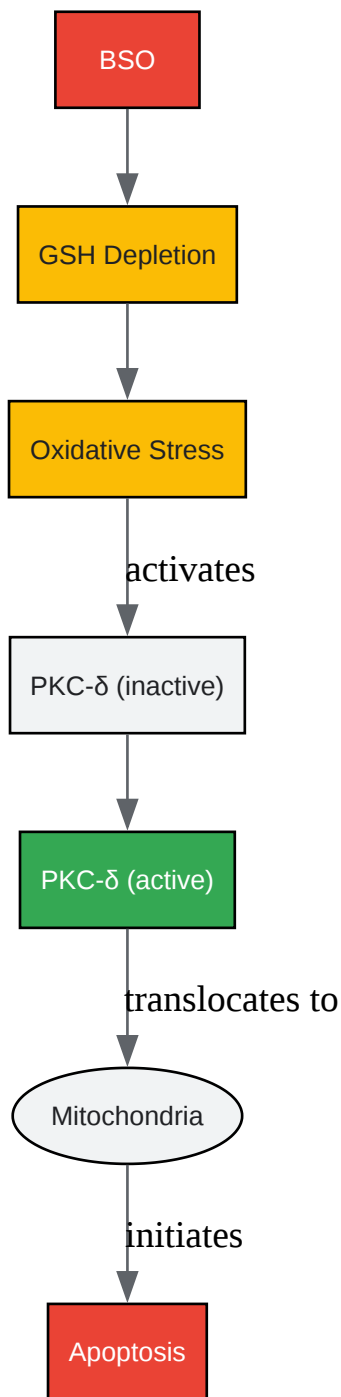 BSO
GSH Depletion
Oxidative Stress
activates
PKC-δ (inactive)
PKC-δ (active)
translocates to
Mitochondria
initiates
Apoptosis